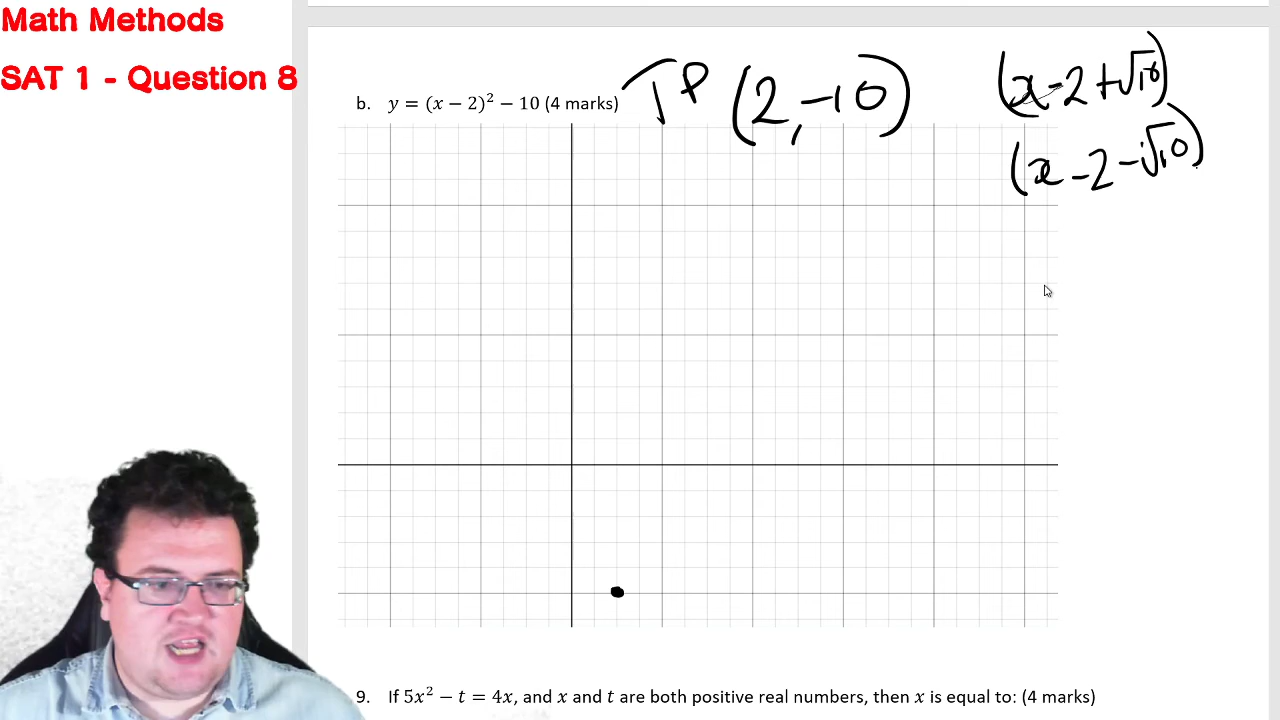 Math Methods
SAT 1 - Question 8
b. y = (x − 2)² − 10 (4 marks)
TP (2, -10)
(x - 2 + √10)
(x - 2 - √10)
9. If 5x² − t = 4x, and x and t are both positive real numbers, then x is equal to: (4 marks)